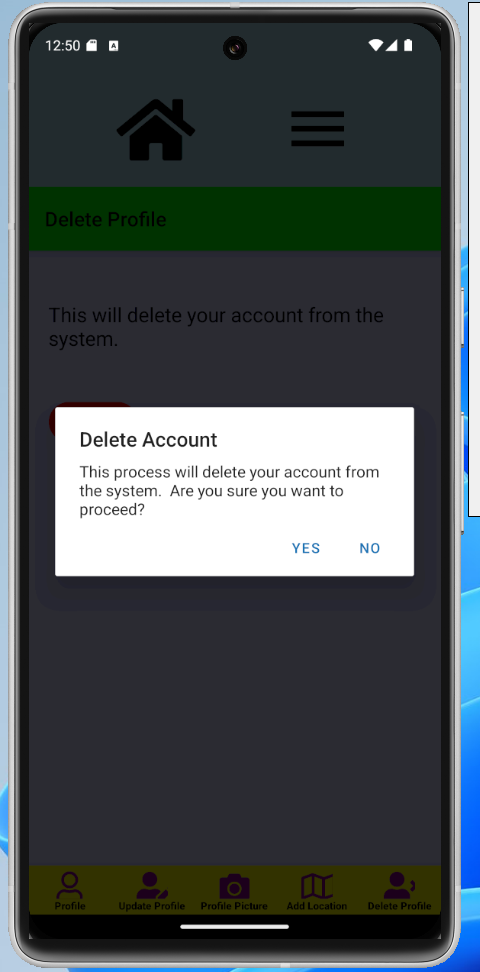 12:50 A
Delete Profile
This will delete your account from the
system.
Delete Account
This process will delete your account from
the system.  Are you sure you want to
proceed?
YES NO
Profile Update Profile Profile Picture Add Location Delete Profile